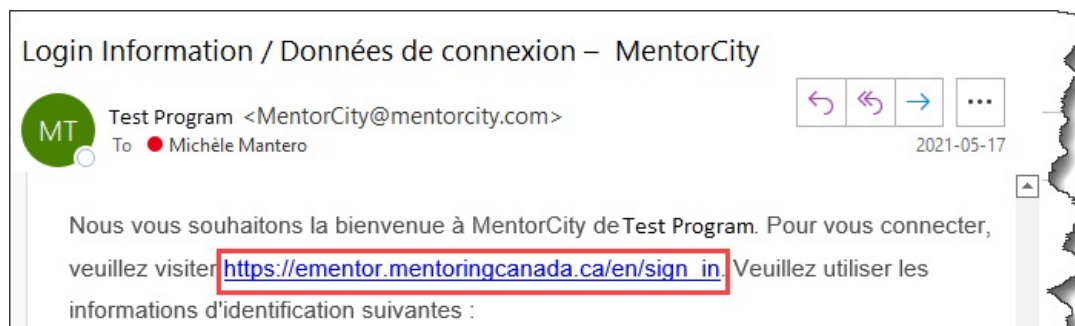 Login Information / Données de connexion – MentorCity
MT
Test Program <MentorCity@mentorcity.com>
To Michèle Mantero
2021-05-17
Nous vous souhaitons la bienvenue à MentorCity de Test Program. Pour vous connecter,
veuillez visiter https://ementor.mentoringcanada.ca/en/sign_in. Veuillez utiliser les
informations d'identification suivantes :